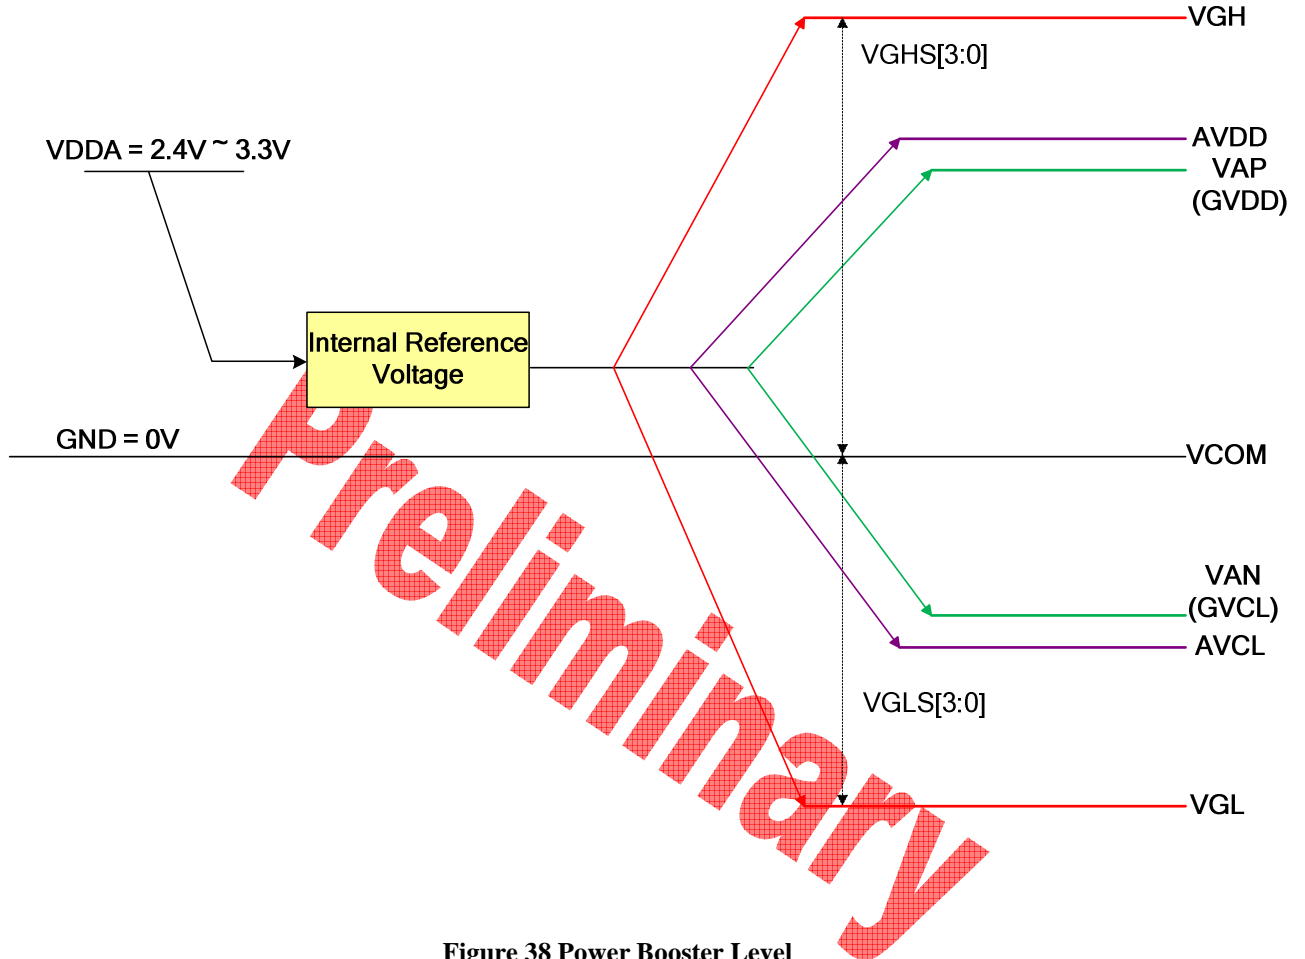 VGH
VGHS[3:0]
VDDA = 2.4V ~ 3.3V
AVDD
VAP
(GVDD)
Internal Reference
Voltage
GND = 0V
VCOM
VAN
(GVCL)
AVCL
VGLS[3:0]
VGL
Preliminary
Figure 38 Power Booster Level